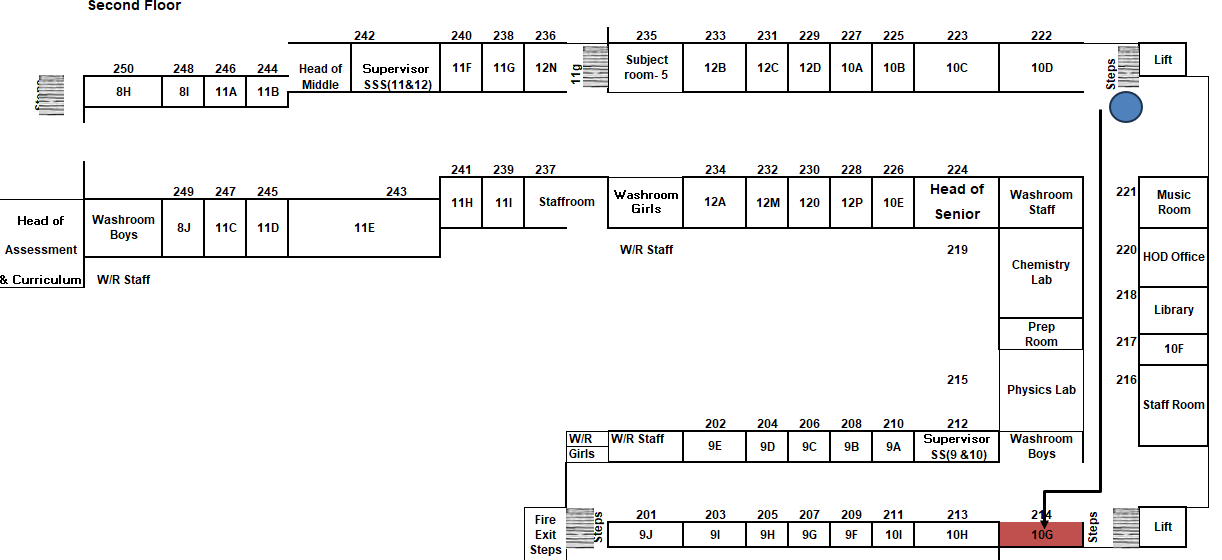 Second Floor
242 240 238 236 235 233 231 229 227 225 223 222
250 248 246 244
Head of
Middle
Supervisor
SSS(11&12)
11F 11G 12N
11g
Subject
room- 5
12B 12C 12D 10A 10B 10C 10D
Steps
Lift
8H 8I 11A 11B
241 239 237 234 232 230 228 226 224
249 247 245 243
Head of
Assessment
& Curriculum
Washroom
Boys
8J 11C 11D 11E
11H 11I Staffroom
Washroom
Girls
12A 12M 120 12P 10E
Head of
Senior
Washroom
Staff
221
Music
Room
W/R Staff
W/R Staff
219
Chemistry
Lab
220
HOD Office
218
Library
Prep
Room
217
10F
215
Physics Lab
216
Staff Room
202 204 206 208 210 212
W/R
Girls
W/R Staff
9E 9D 9C 9B 9A
Supervisor
SS(9 &10)
Washroom
Boys
201 203 205 207 209 211 213 214
Fire
Exit
Steps
Steps
9J 9I 9H 9G 9F 10I 10H 10G
Steps
Lift